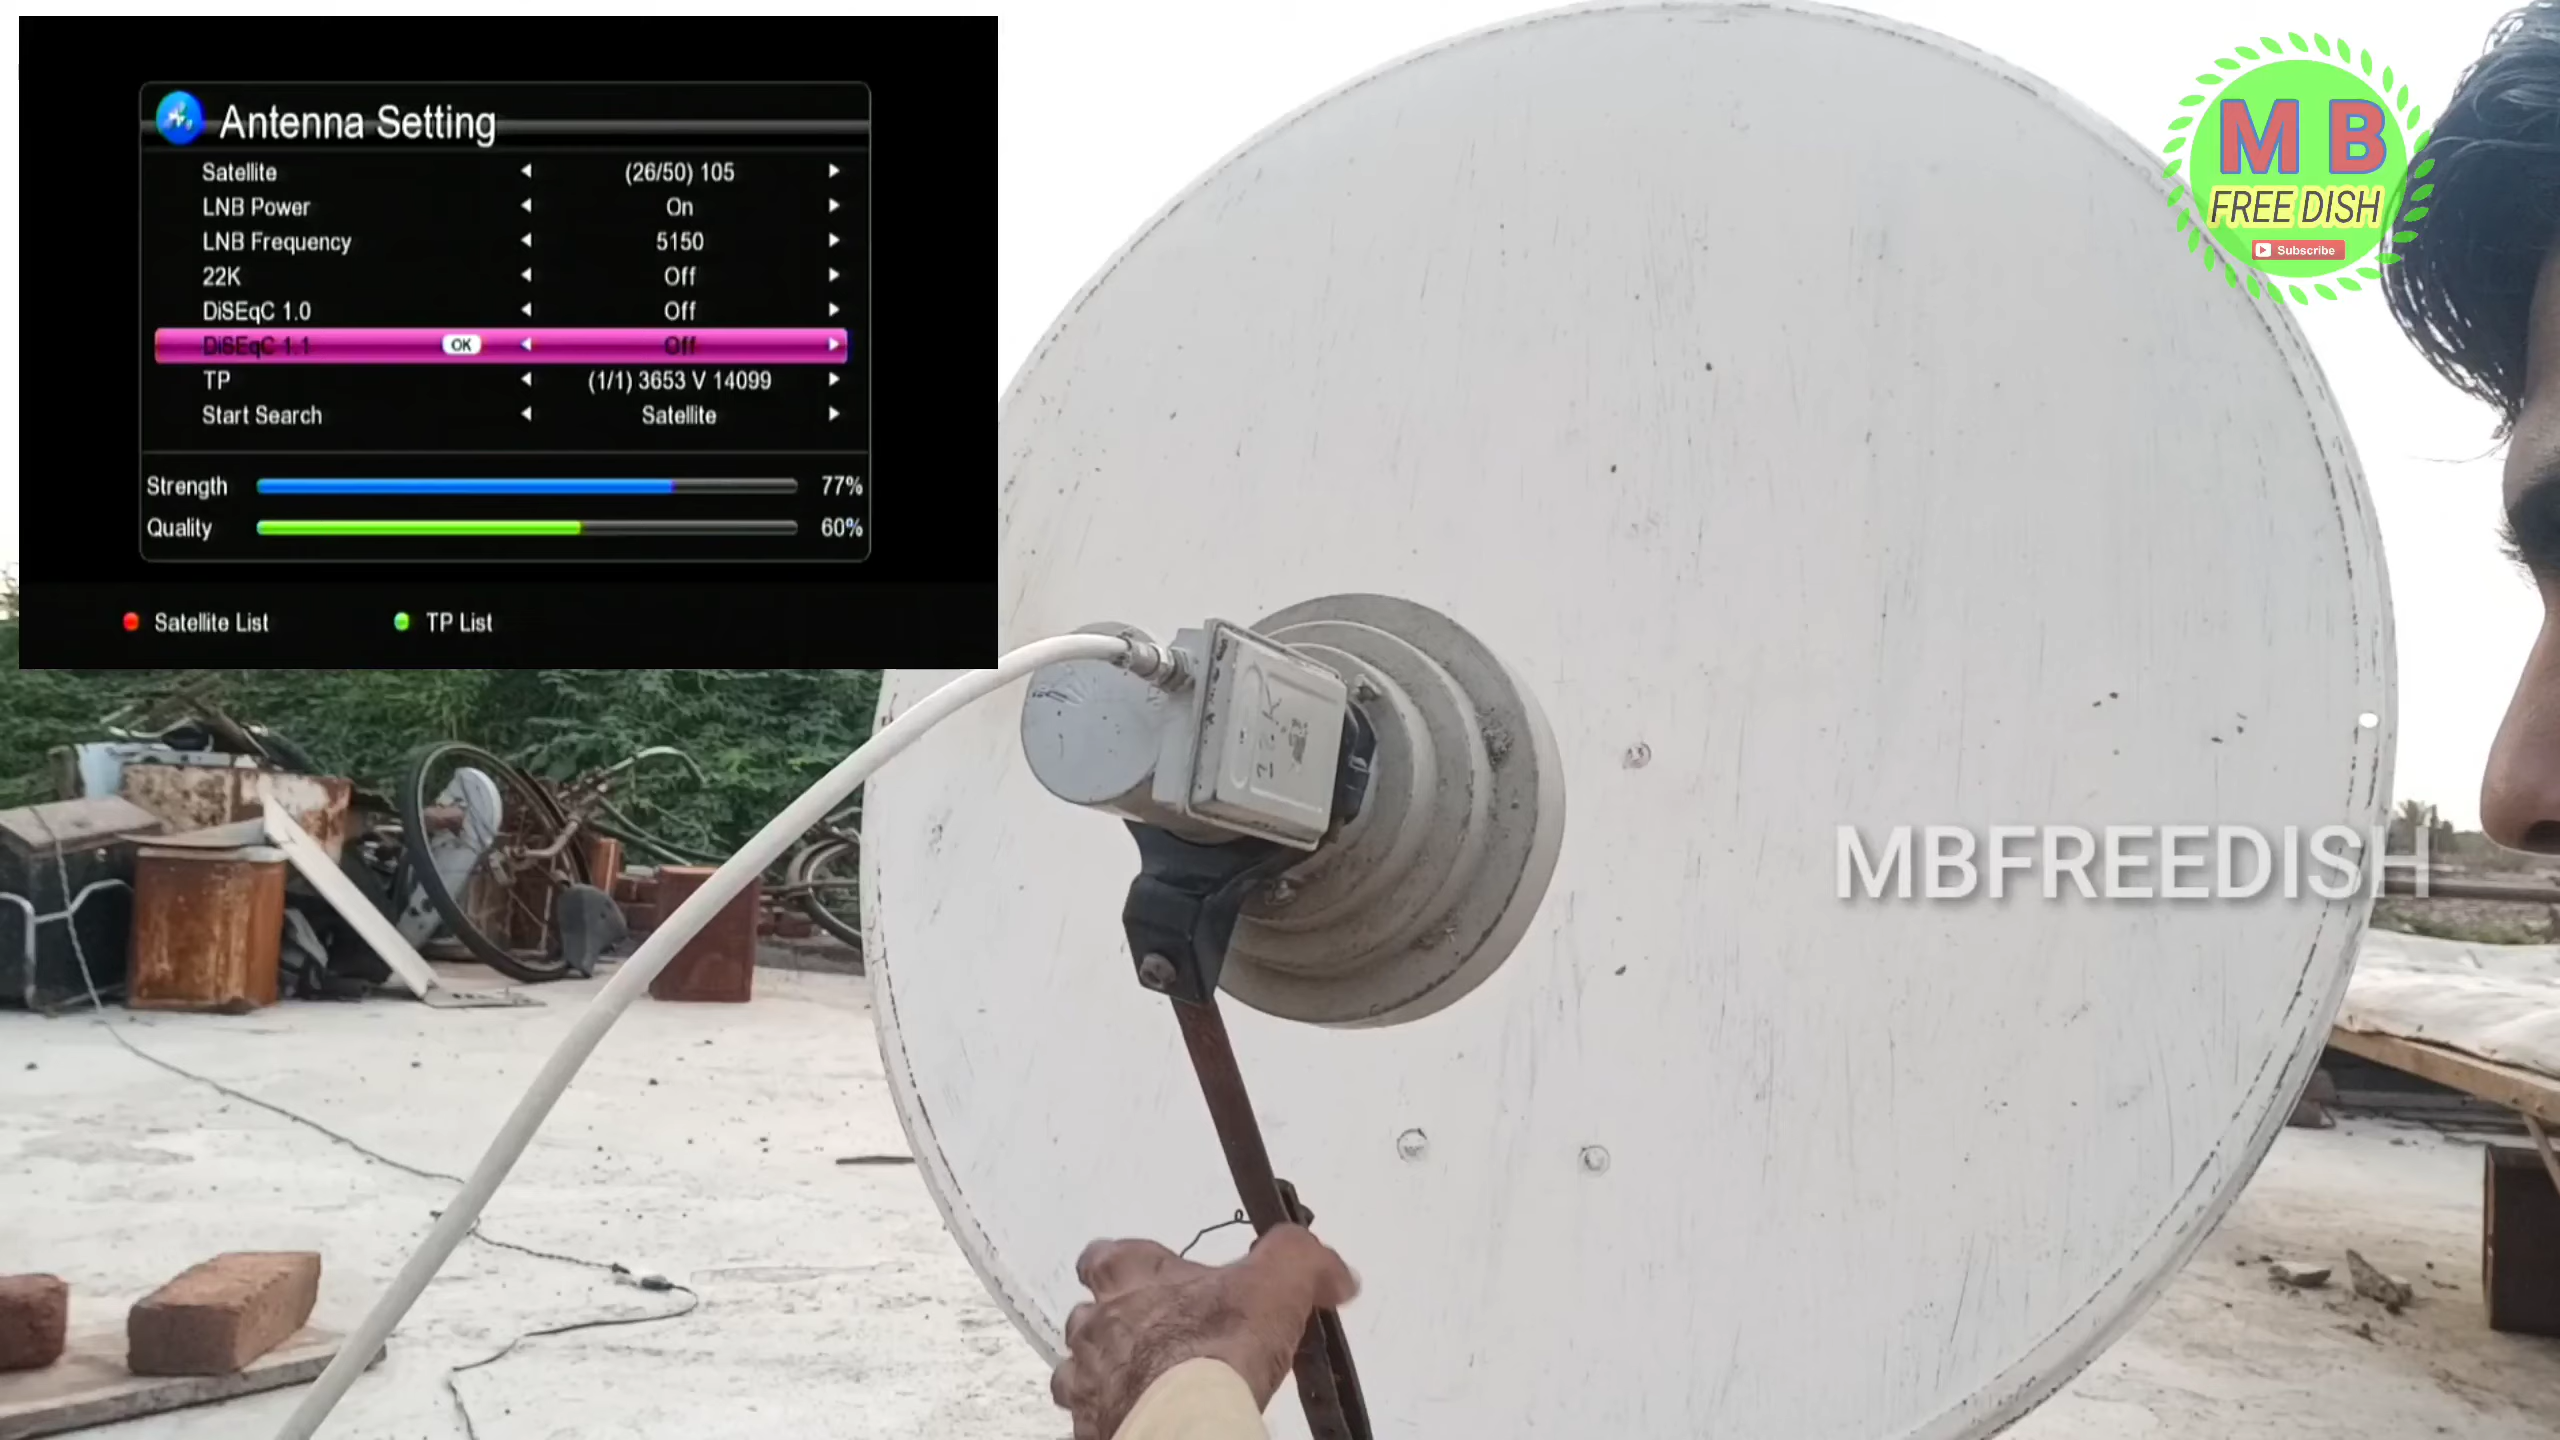 Antenna Setting
Satellite (26/50) 105
LNB Power On
LNB Frequency 5150
22K Off
DiSEqC 1.0 Off
DiSEqC 1.1 OK Off
TP (1/1) 3653 V 14099
Start Search Satellite
Strength 77%
Quality 60%
Satellite List TP List
M B
FREE DISH
Subscribe
MBFREEDISH